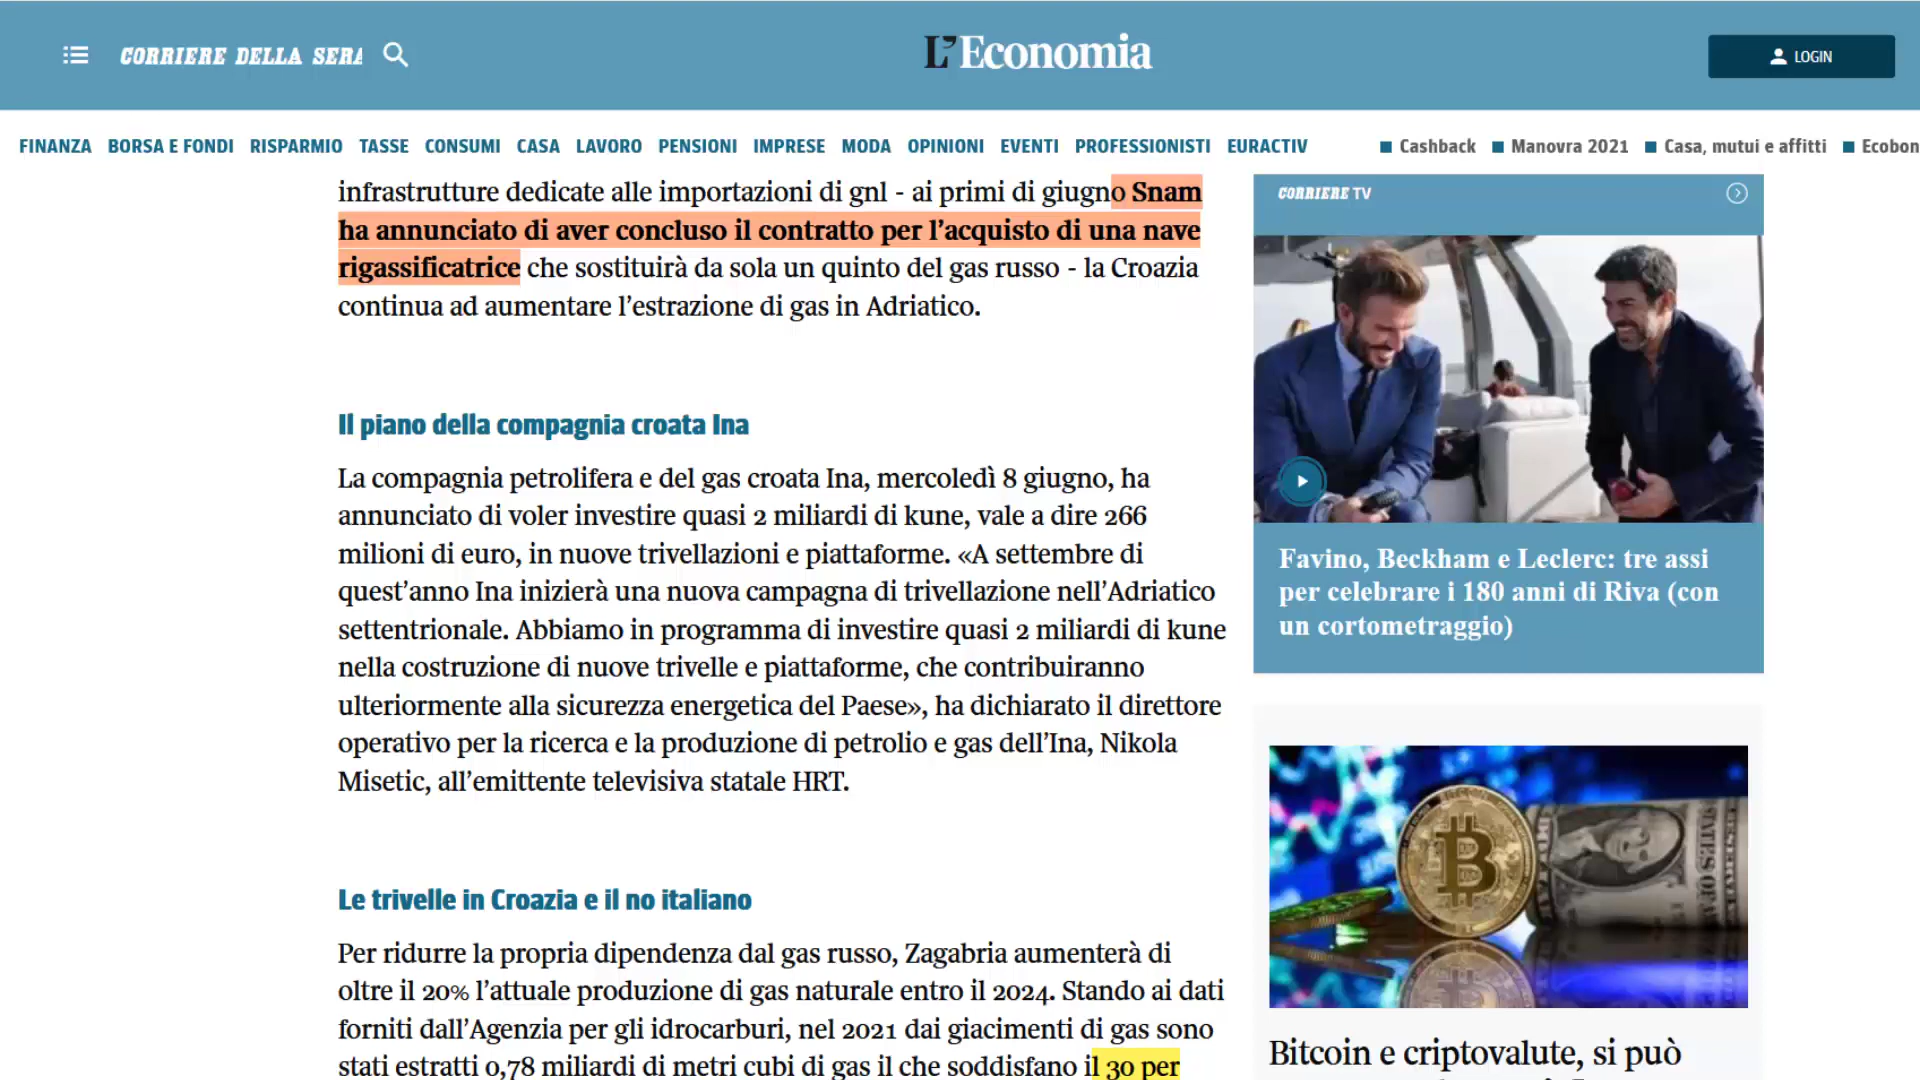 CORRIERE DELLA SERA
L'Economia
LOGIN
FINANZA BORSA E FONDI RISPARMIO TASSE CONSUMI CASA LAVORO PENSIONI IMPRESE MODA OPINIONI EVENTI PROFESSIONISTI EURACTIV Cashback Manovra 2021 Casa, mutui e affitti Ecobon
infrastrutture dedicate alle importazioni di gnl - ai primi di giugno Snam
ha annunciato di aver concluso il contratto per l’acquisto di una nave
rigassificatrice che sostituirà da sola un quinto del gas russo - la Croazia
continua ad aumentare l’estrazione di gas in Adriatico.
Il piano della compagnia croata Ina
La compagnia petrolifera e del gas croata Ina, mercoledì 8 giugno, ha
annunciato di voler investire quasi 2 miliardi di kune, vale a dire 266
milioni di euro, in nuove trivellazioni e piattaforme. «A settembre di
quest’anno Ina inizierà una nuova campagna di trivellazione nell’Adriatico
settentrionale. Abbiamo in programma di investire quasi 2 miliardi di kune
nella costruzione di nuove trivelle e piattaforme, che contribuiranno
ulteriormente alla sicurezza energetica del Paese», ha dichiarato il direttore
operativo per la ricerca e la produzione di petrolio e gas dell’Ina, Nikola
Misetic, all’emittente televisiva statale HRT.
Le trivelle in Croazia e il no italiano
Per ridurre la propria dipendenza dal gas russo, Zagabria aumenterà di
oltre il 20% l’attuale produzione di gas naturale entro il 2024. Stando ai dati
forniti dall’Agenzia per gli idrocarburi, nel 2021 dai giacimenti di gas sono
stati estratti 0,78 miliardi di metri cubi di gas il che soddisfano il 30 per
CORRIERE TV
Favino, Beckham e Leclerc: tre assi
per celebrare i 180 anni di Riva (con
un cortometraggio)
Bitcoin e criptovalute, si può